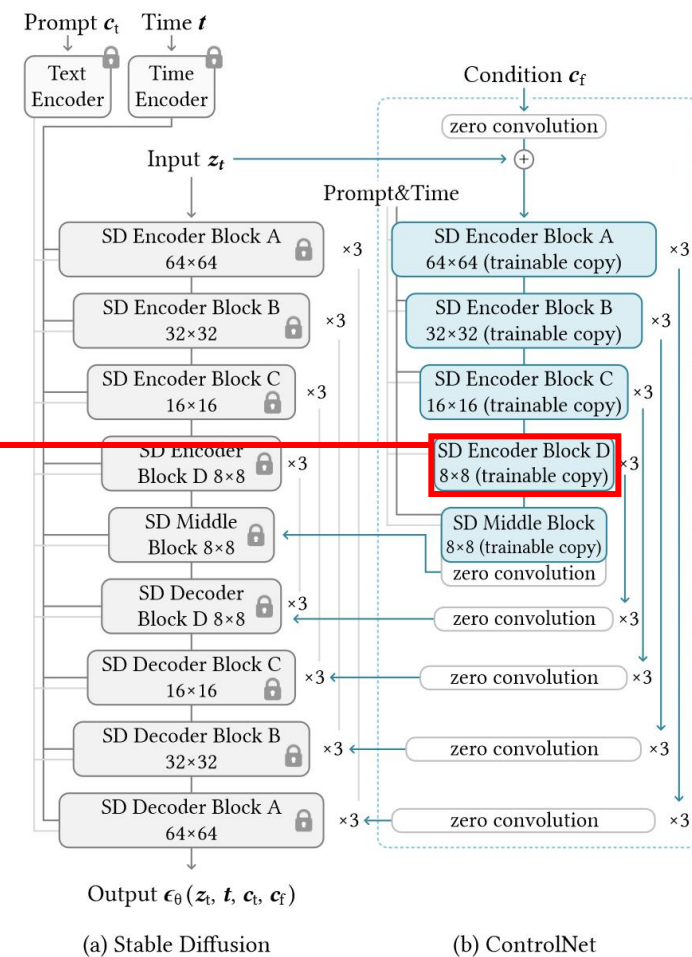 Prompt cₜ
Time t
Text
Encoder
Time
Encoder
Input zₜ
SD Encoder Block A
64×64
×3
SD Encoder Block B
32×32
×3
SD Encoder Block C
16×16
×3
SD Encoder
Block D 8×8
×3
SD Middle
Block 8×8
SD Decoder
Block D 8×8
×3
SD Decoder Block C
16×16
×3
SD Decoder Block B
32×32
×3
SD Decoder Block A
64×64
×3
Output ϵθ(zₜ, t, cₜ, c_f)
(a) Stable Diffusion
Condition c_f
zero convolution
+
Prompt&Time
SD Encoder Block A
64×64 (trainable copy)
×3
SD Encoder Block B
32×32 (trainable copy)
×3
SD Encoder Block C
16×16 (trainable copy)
×3
SD Encoder Block D
8×8 (trainable copy)
×3
SD Middle Block
8×8 (trainable copy)
zero convolution
zero convolution
×3
zero convolution
×3
zero convolution
×3
zero convolution
×3
(b) ControlNet